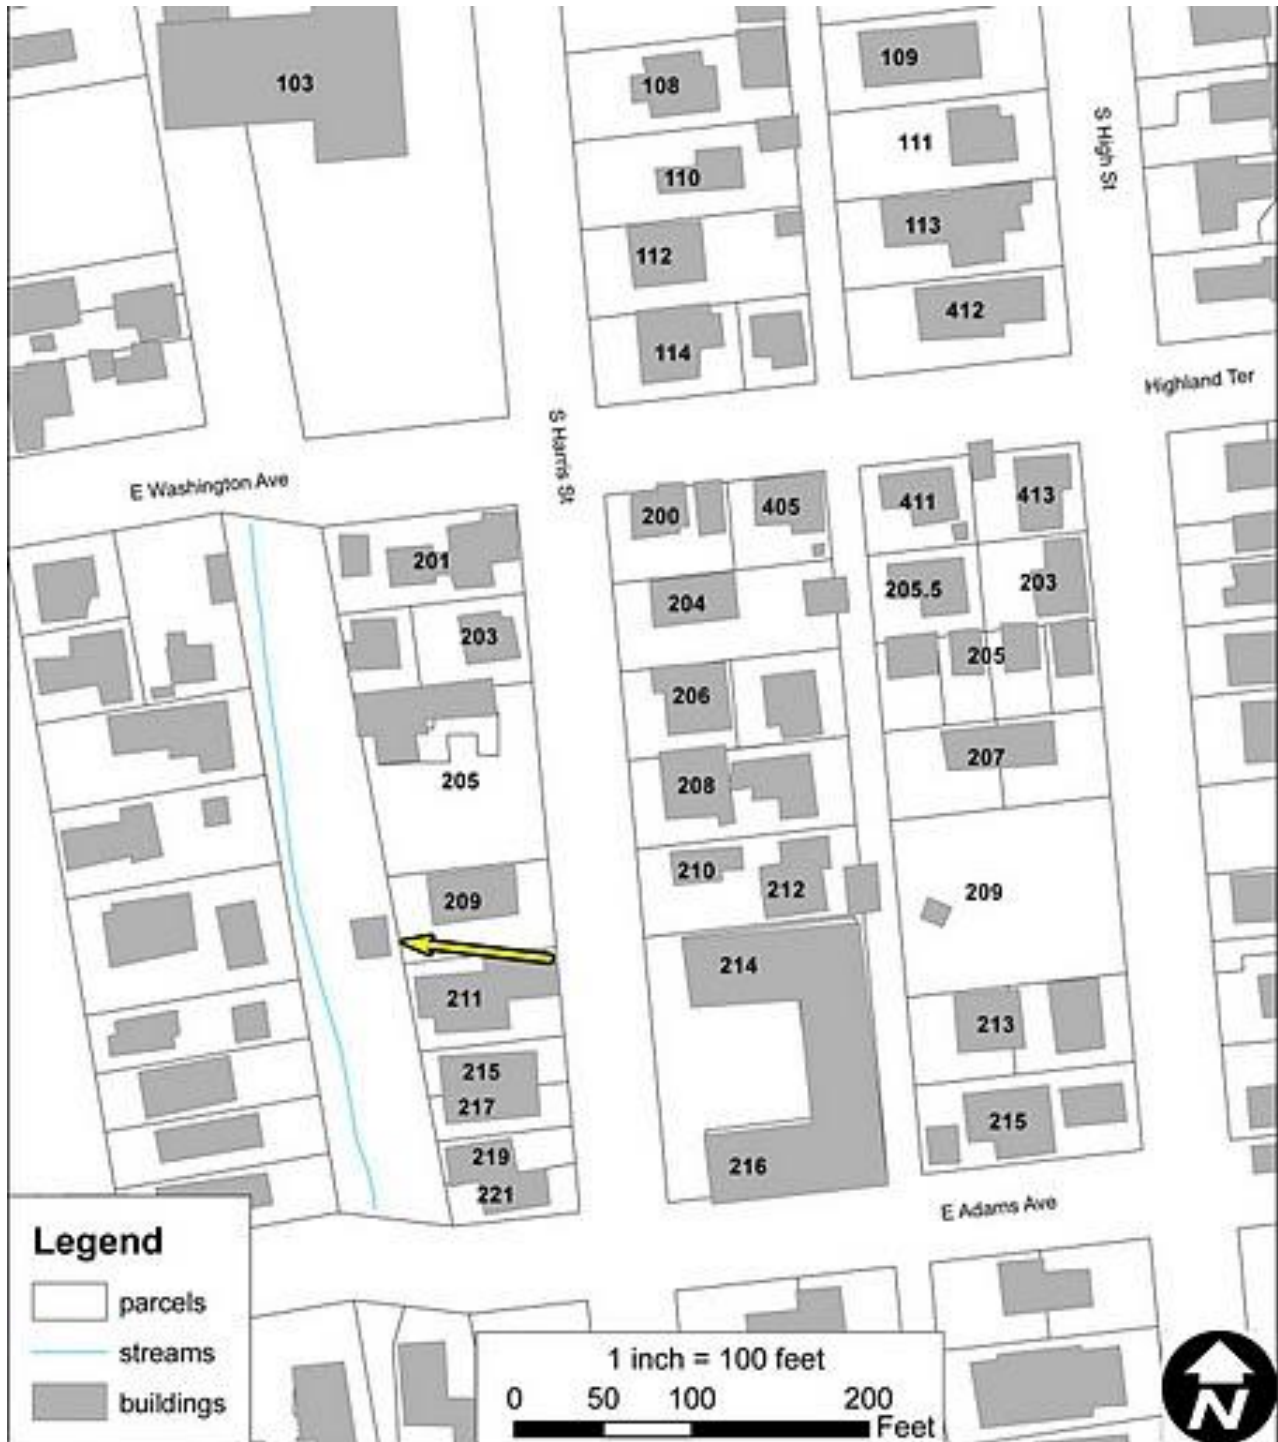 103
108
109
111
S High St
110
113
112
412
114
Highland Ter
S Harris St
E Washington Ave
200
405
411
413
201
204
205.5
203
203
205
206
207
205
208
210
212
209
209
214
211
213
215
217
215
219
216
221
E Adams Ave
Legend
parcels
streams
buildings
1 inch = 100 feet
0 50 100 200
Feet
N